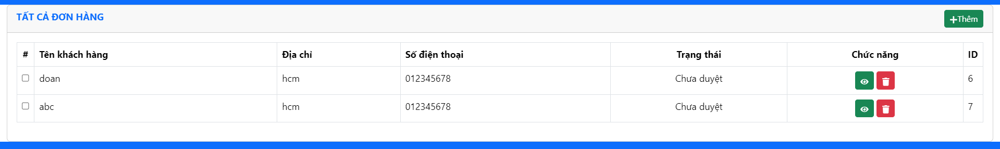 TẤT CẢ ĐƠN HÀNG
Thêm
# Tên khách hàng Địa chỉ Số điện thoại Trạng thái Chức năng ID
doan hcm 012345678 Chưa duyệt 6
abc hcm 012345678 Chưa duyệt 7